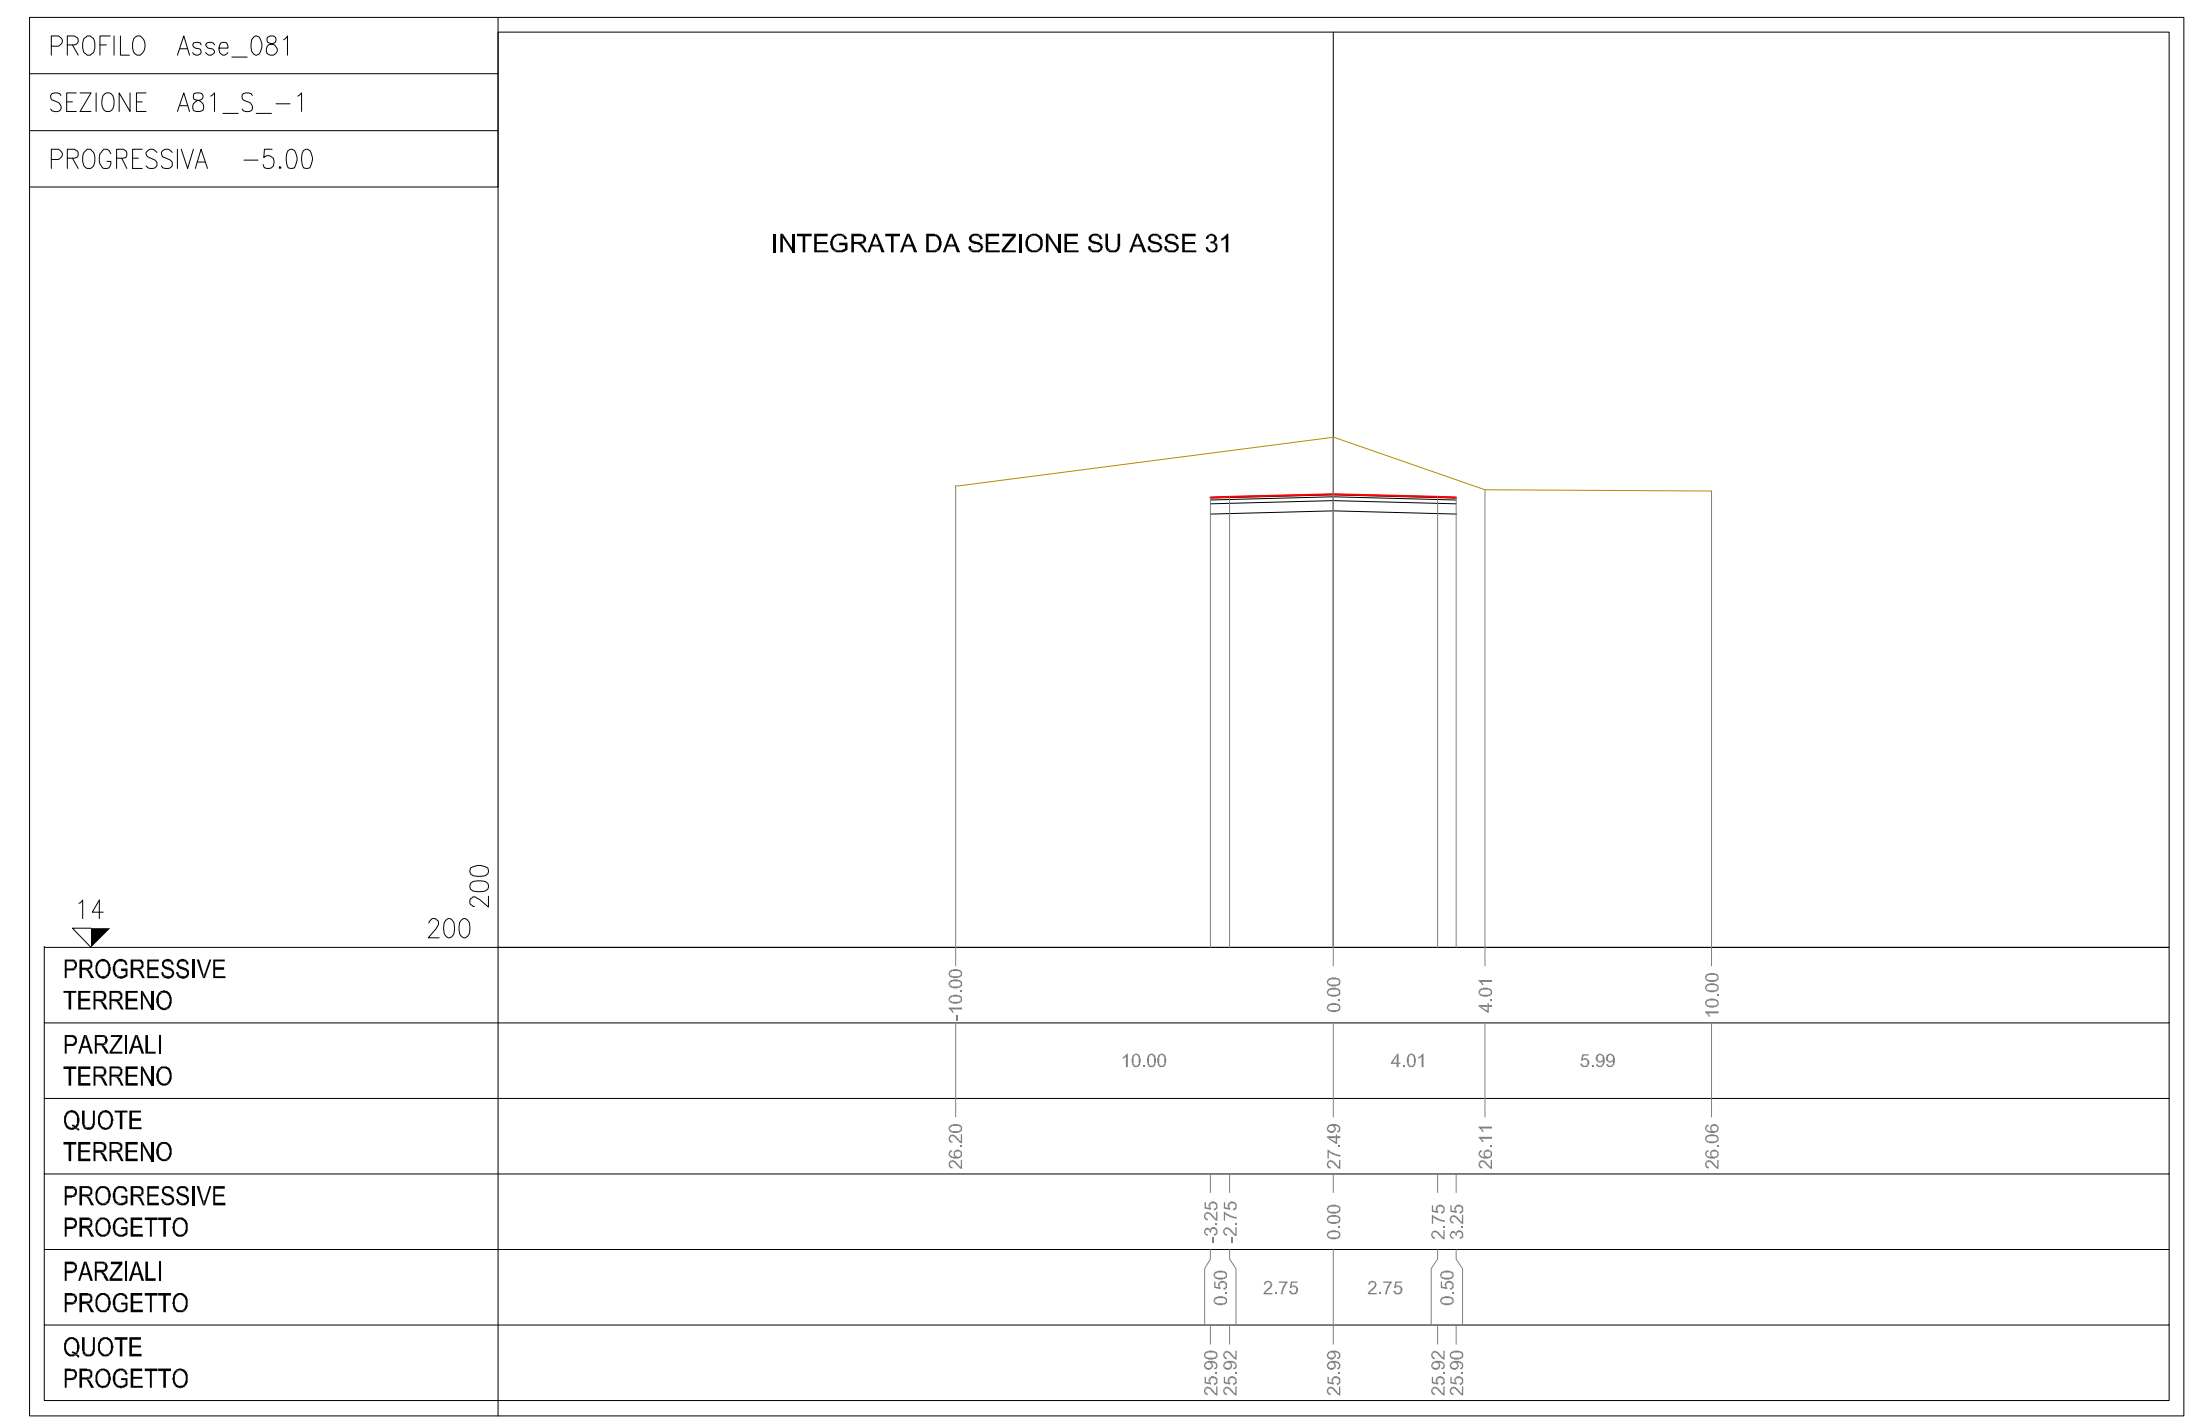 PROFILO Asse_081
SEZIONE A81_S_-1
PROGRESSIVA -5.00
INTEGRATA DA SEZIONE SU ASSE 31
200
14
200
PROGRESSIVE
TERRENO
-10.00 0.00 4.01 10.00
PARZIALI
TERRENO
10.00 4.01 5.99
QUOTE
TERRENO
26.20 27.49 26.11 26.06
PROGRESSIVE
PROGETTO
-3.25 -2.75 0.00 2.75 3.25
PARZIALI
PROGETTO
0.50 2.75 2.75 0.50
QUOTE
PROGETTO
25.90 25.92 25.99 25.92 25.90